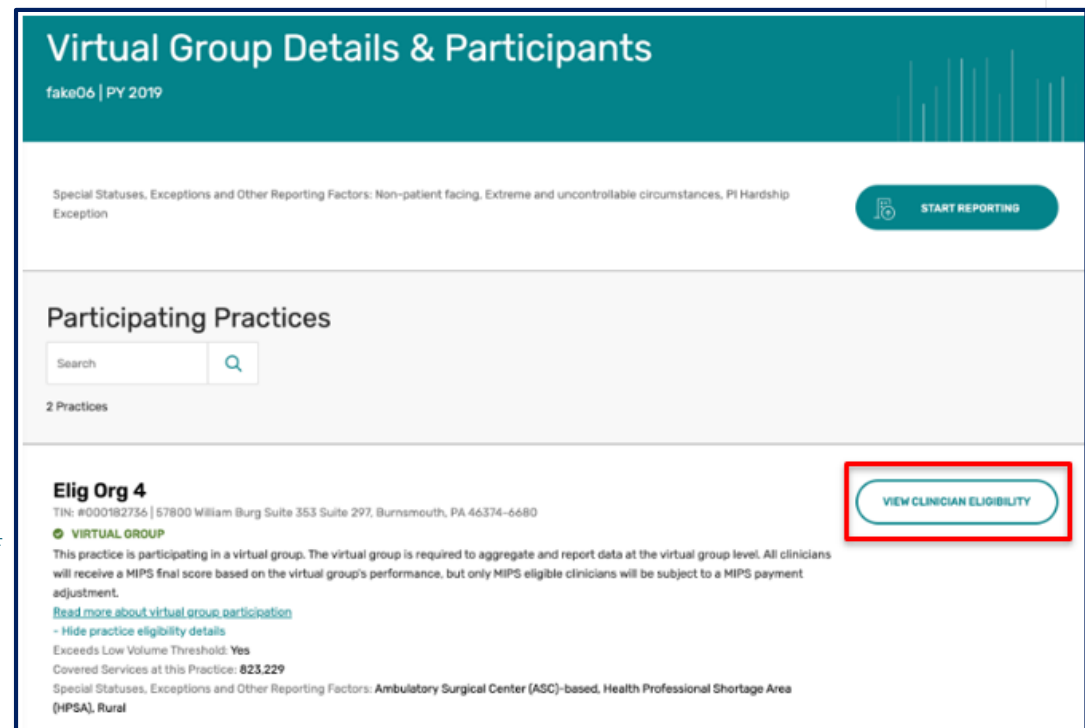 Virtual Group Details & Participants
fake06 | PY 2019
Special Statuses, Exceptions and Other Reporting Factors: Non-patient facing, Extreme and uncontrollable circumstances, PI Hardship
Exception
START REPORTING
Participating Practices
Search
2 Practices
Elig Org 4
TIN: #000182736 | 57800 William Burg Suite 353 Suite 297, Burnsmouth, PA 46374-6680
VIEW CLINICIAN ELIGIBILITY
VIRTUAL GROUP
This practice is participating in a virtual group. The virtual group is required to aggregate and report data at the virtual group level. All clinicians
will receive a MIPS final score based on the virtual group's performance, but only MIPS eligible clinicians will be subject to a MIPS payment
adjustment.
Read more about virtual group participation
- Hide practice eligibility details
Exceeds Low Volume Threshold: Yes
Covered Services at this Practice: 823,229
Special Statuses, Exceptions and Other Reporting Factors: Ambulatory Surgical Center (ASC)-based, Health Professional Shortage Area
(HPSA), Rural